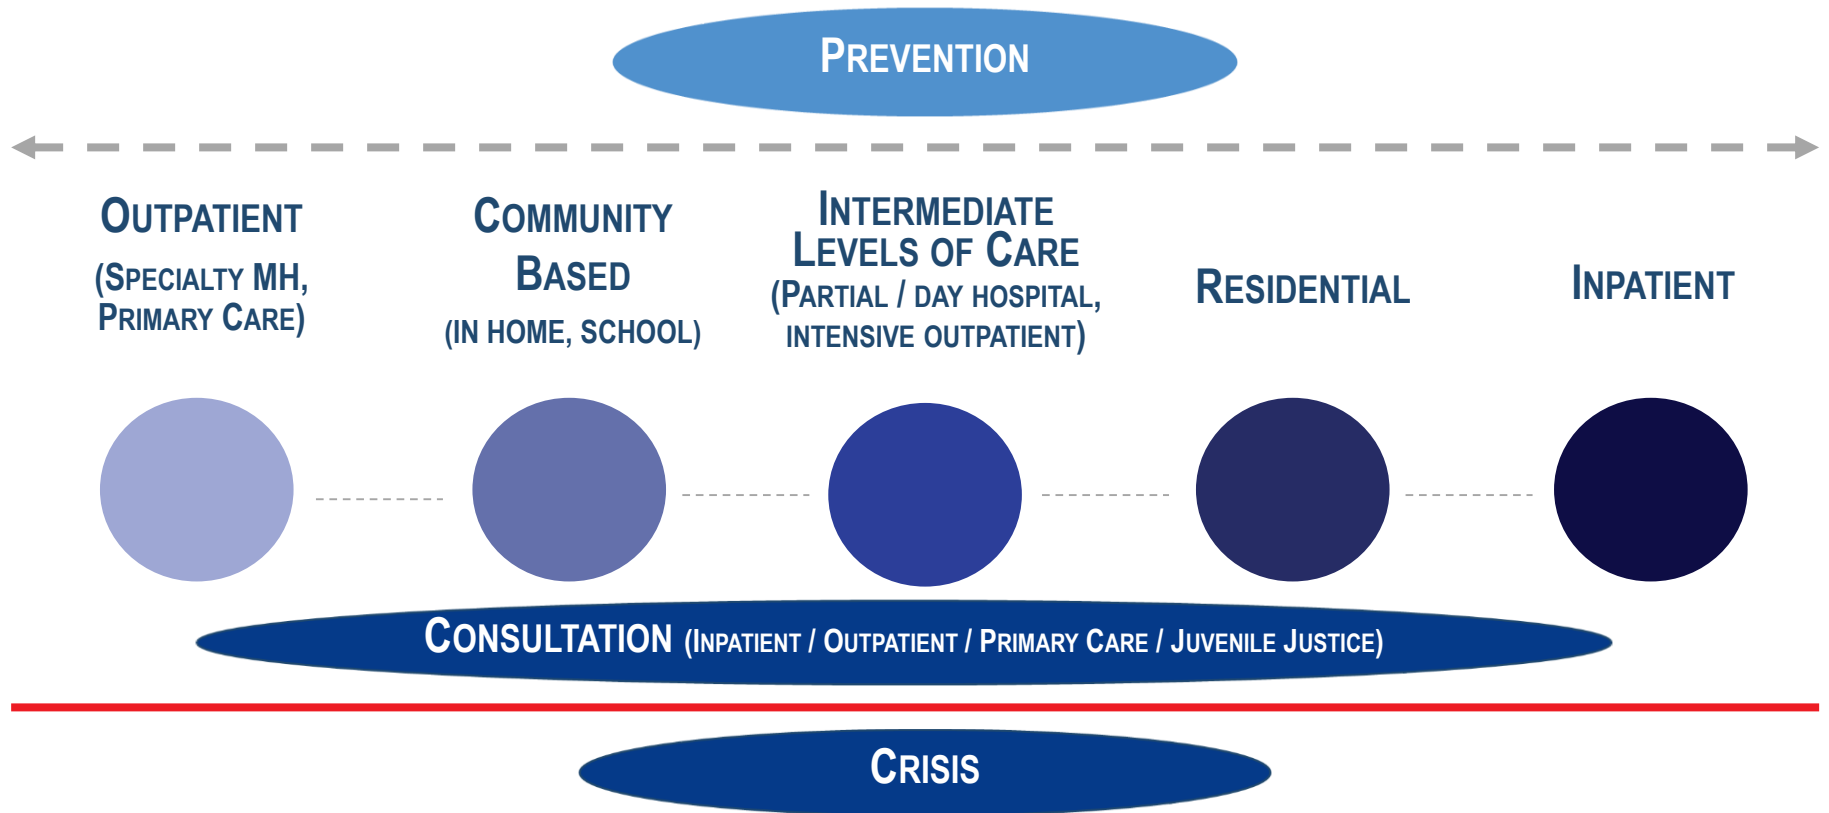 PREVENTION
OUTPATIENT
(SPECIALTY MH,
PRIMARY CARE)
COMMUNITY
BASED
(IN HOME, SCHOOL)
INTERMEDIATE
LEVELS OF CARE
(PARTIAL / DAY HOSPITAL,
INTENSIVE OUTPATIENT)
RESIDENTIAL
INPATIENT
CONSULTATION (INPATIENT / OUTPATIENT / PRIMARY CARE / JUVENILE JUSTICE)
CRISIS